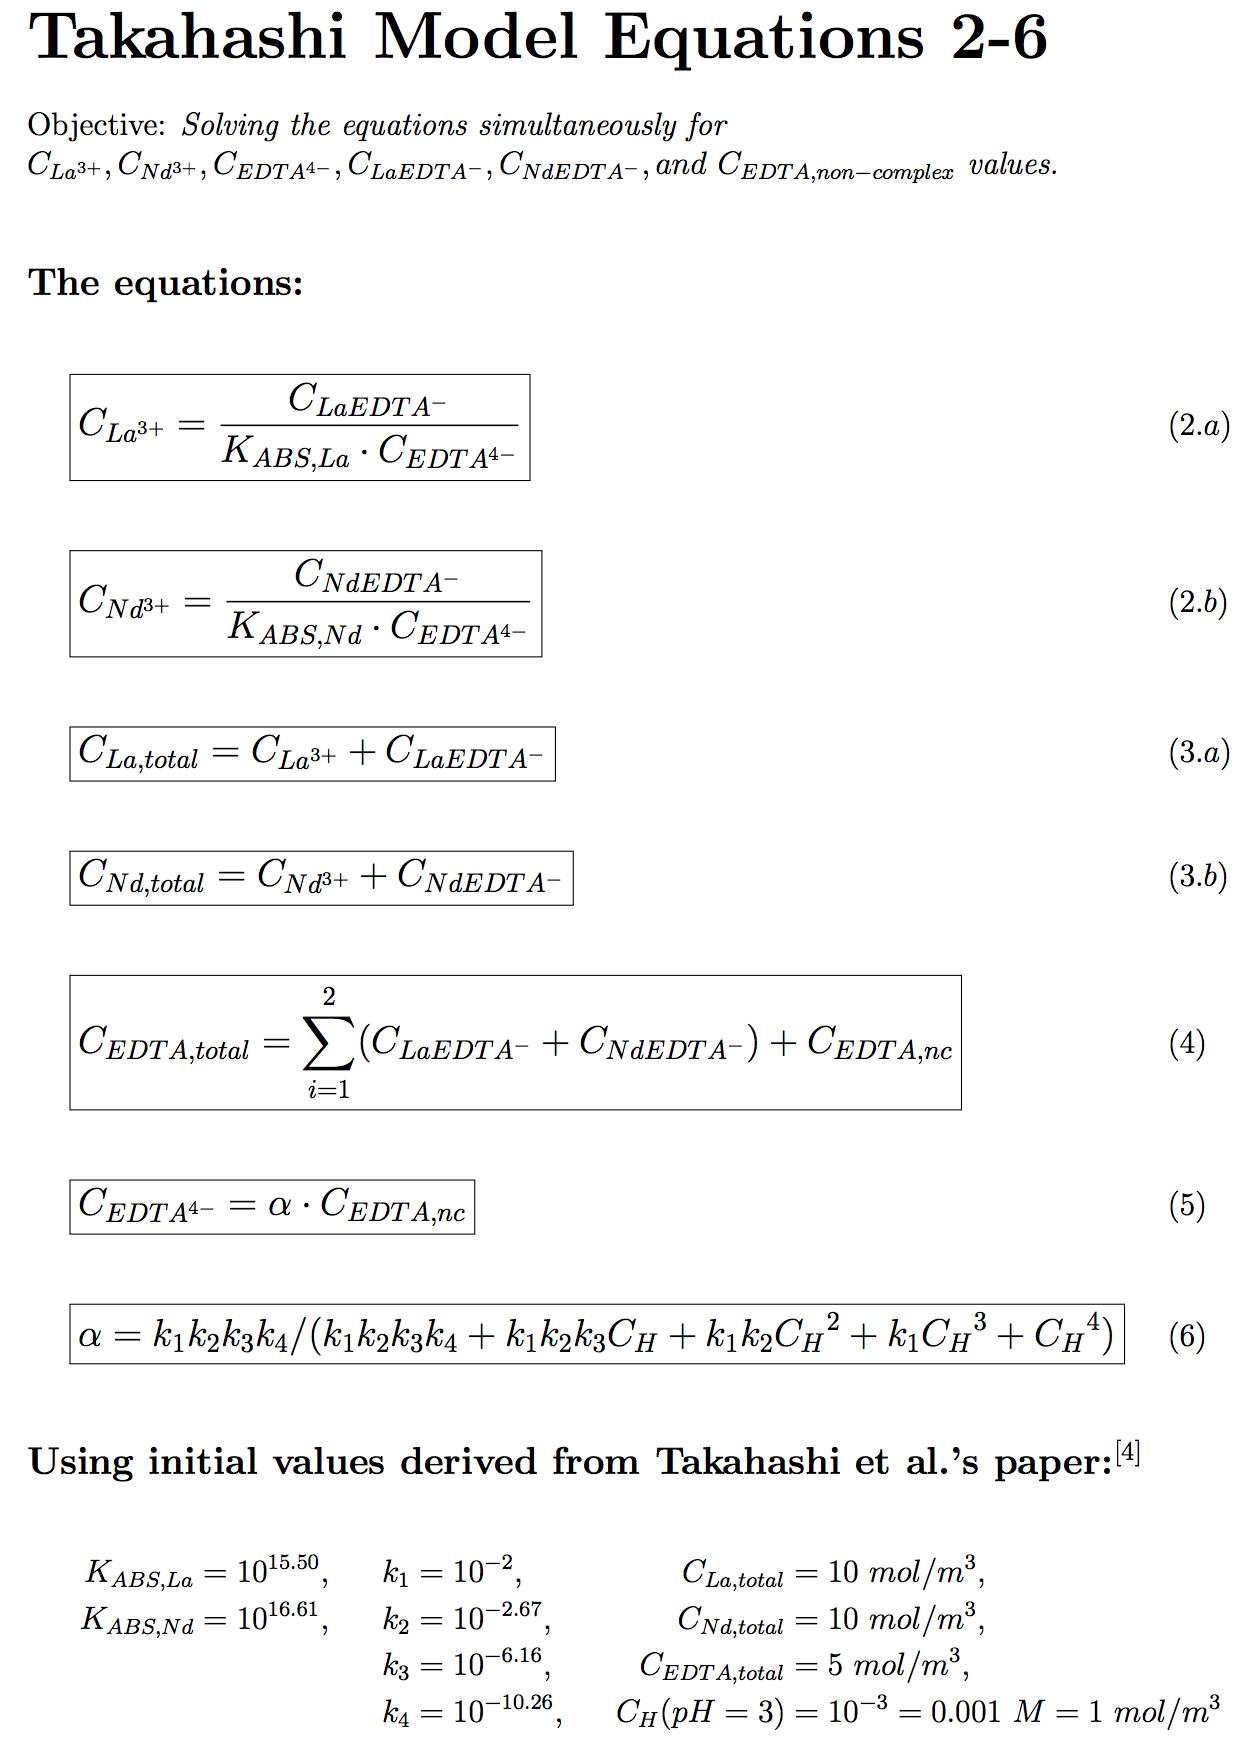 Takahashi Model Equations 2-6
Objective: Solving the equations simultaneously for
$C_{La^{3+}}, C_{Nd^{3+}}, C_{EDTA^{4-}}, C_{LaEDTA^-}, C_{NdEDTA^-}, and\ C_{EDTA,non-complex}$ values.
The equations:
$C_{La^{3+}} = \frac{C_{LaEDTA^-}}{K_{ABS,La} \cdot C_{EDTA^{4-}}}$ (2.a)
$C_{Nd^{3+}} = \frac{C_{NdEDTA^-}}{K_{ABS,Nd} \cdot C_{EDTA^{4-}}}$ (2.b)
$C_{La,total} = C_{La^{3+}} + C_{LaEDTA^-}$ (3.a)
$C_{Nd,total} = C_{Nd^{3+}} + C_{NdEDTA^-}$ (3.b)
$C_{EDTA,total} = \sum_{i=1}^{2} (C_{LaEDTA^-} + C_{NdEDTA^-}) + C_{EDTA,nc}$ (4)
$C_{EDTA^{4-}} = \alpha \cdot C_{EDTA,nc}$ (5)
$\alpha = k_1k_2k_3k_4/(k_1k_2k_3k_4 + k_1k_2k_3C_H + k_1k_2{C_H}^2 + k_1{C_H}^3 + {C_H}^4)$ (6)
Using initial values derived from Takahashi et al.'s paper:$^{[4]}$
$K_{ABS,La} = 10^{15.50},$ $k_1 = 10^{-2},$ $C_{La,total} = 10\ mol/m^3,$
$K_{ABS,Nd} = 10^{16.61},$ $k_2 = 10^{-2.67},$ $C_{Nd,total} = 10\ mol/m^3,$
$k_3 = 10^{-6.16},$ $C_{EDTA,total} = 5\ mol/m^3,$
$k_4 = 10^{-10.26},$ $C_H(pH = 3) = 10^{-3} = 0.001\ M = 1\ mol/m^3$